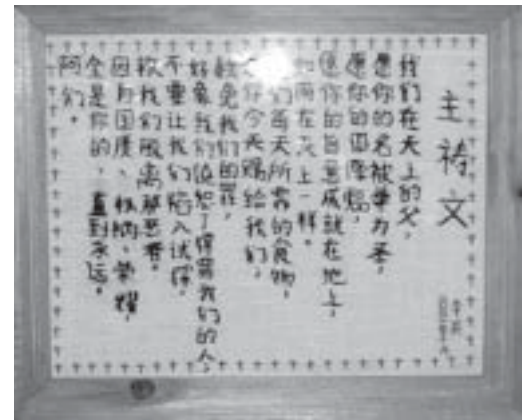 主祷文
我们在天上的父，
愿你的名被尊为圣，
愿你的国降临，
愿你的旨意成就在地上，
如同在天上一样。
们每天所需的食物，
你今天赐给我们，
赦免我们的罪，
好象我们饶恕了得罪我们的人，
不要让我们陷入试探，
救我们脱离那恶者。
因为国度、权柄、荣耀，
全是你的，直到永远。
阿们。